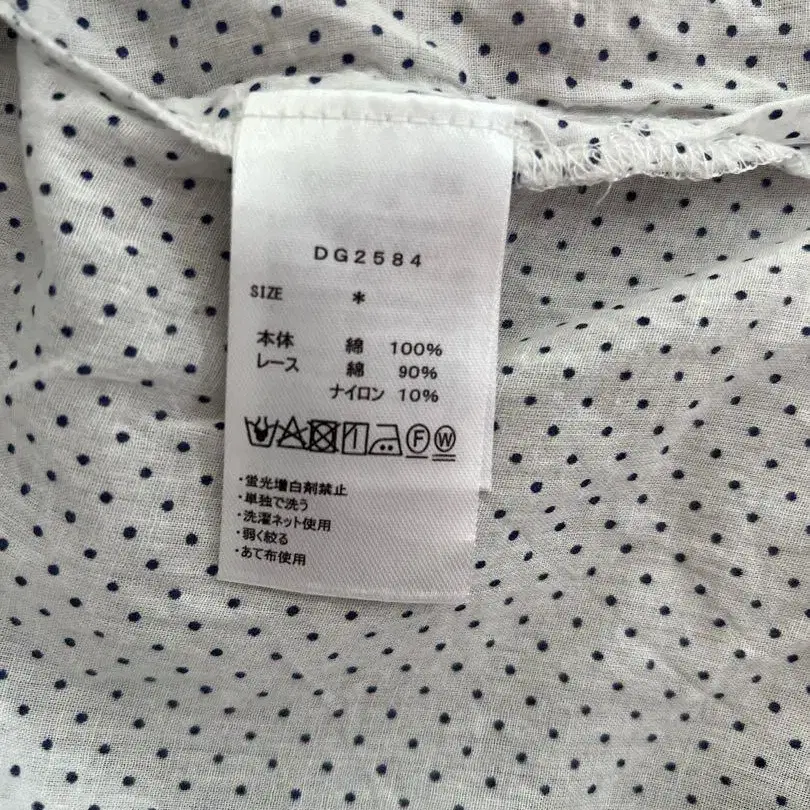 DG2584
SIZE *
本体 綿 100%
レース 綿 90%
ナイロン 10%
F W
・蛍光増白剤禁止
・単独で洗う
・洗濯ネット使用
・弱く絞る
・あて布使用